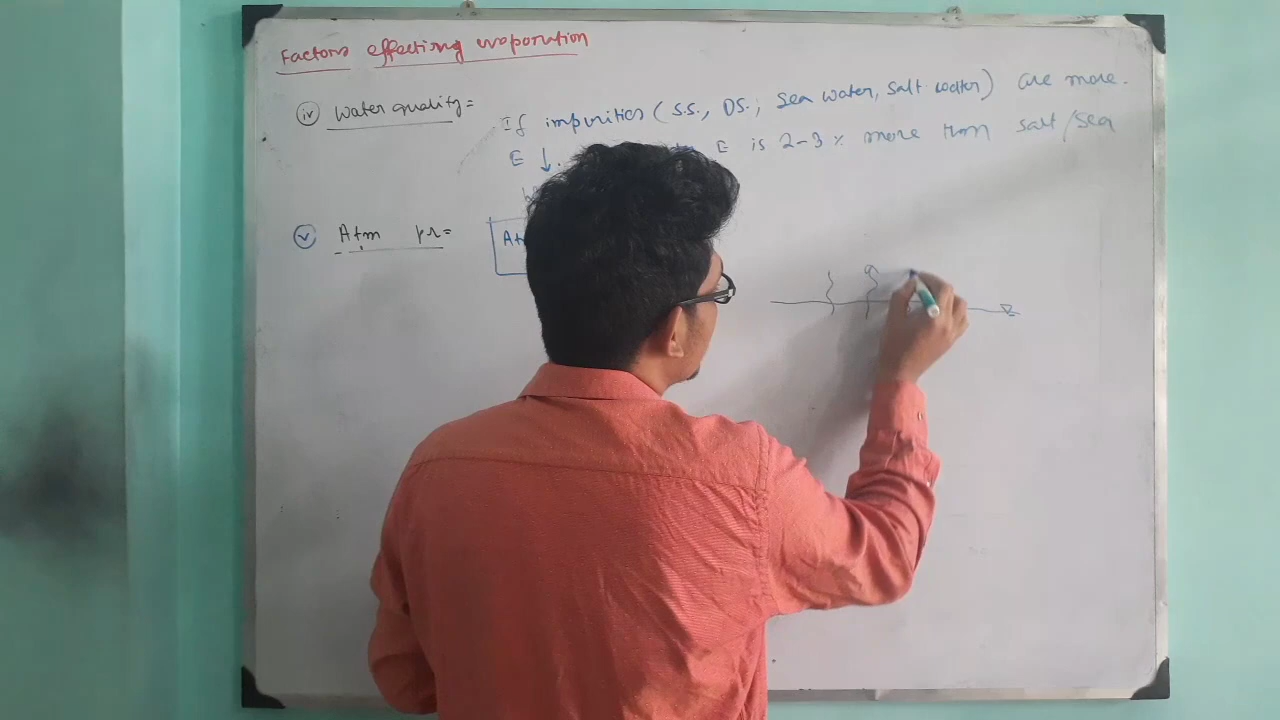 Factors effecting evaporation
(iv) Water quality =
If impurities (S.S., DS., Sea water, Salt water) are more.
E ↓. E is 2-3 % more than salt/sea
(v) Atm pr=